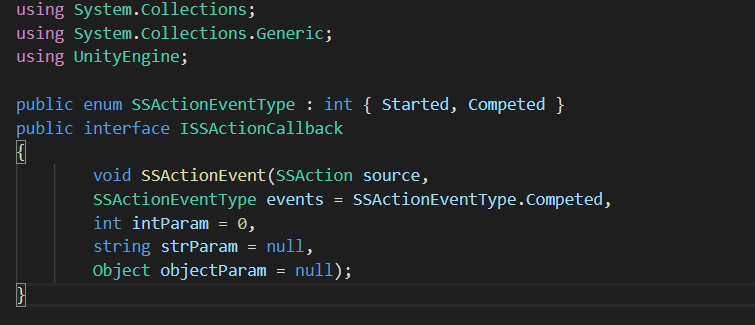 using System.Collections;
using System.Collections.Generic;
using UnityEngine;
public enum SSActionEventType : int { Started, Competed }
public interface ISSActionCallback
{
void SSActionEvent(SSAction source,
SSActionEventType events = SSActionEventType.Competed,
int intParam = 0,
string strParam = null,
Object objectParam = null);
}